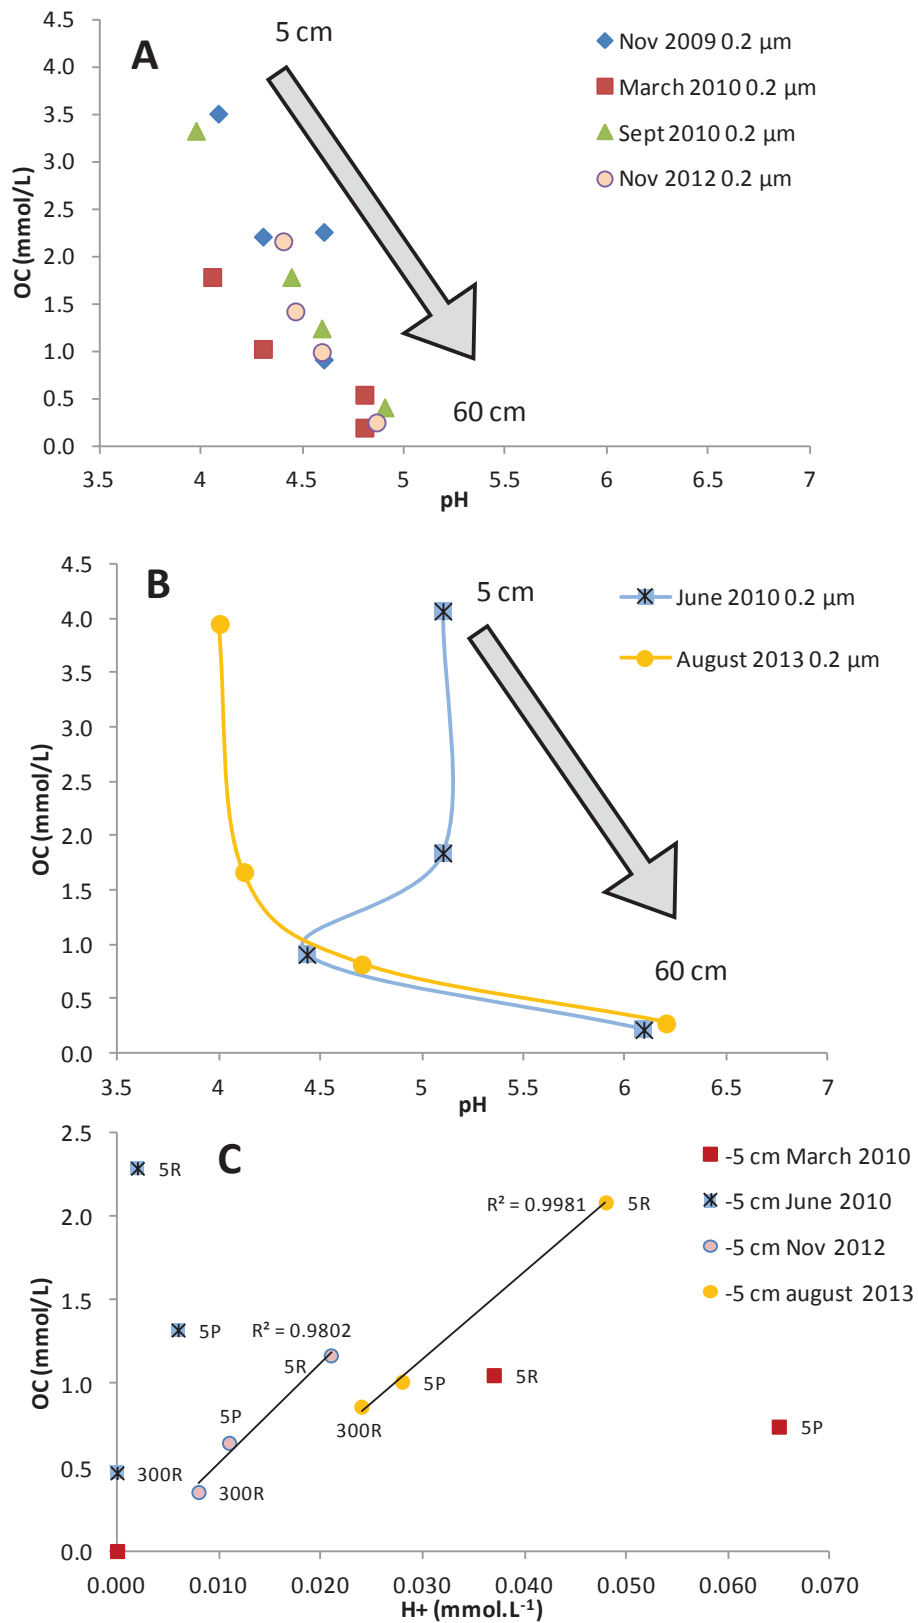 A
5 cm
Nov 2009 0.2 µm
March 2010 0.2 µm
Sept 2010 0.2 µm
Nov 2012 0.2 µm
4.5
4.0
3.5
3.0
2.5
2.0
1.5
1.0
0.5
0.0
OC (mmol/L)
60 cm
3.5 4 4.5 5 5.5 6 6.5 7
pH
B
5 cm
June 2010 0.2 µm
August 2013 0.2 µm
4.5
4.0
3.5
3.0
2.5
2.0
1.5
1.0
0.5
0.0
OC (mmol/L)
60 cm
3.5 4 4.5 5 5.5 6 6.5 7
pH
C
-5 cm March 2010
-5 cm June 2010
-5 cm Nov 2012
-5 cm august 2013
2.5
2.0
1.5
1.0
0.5
0.0
OC (mmol/L)
5R
R² = 0.9981 5R
5P
R² = 0.9802
5R
5P
5R
5P
300R
5P
300R
300R
0.000 0.010 0.020 0.030 0.040 0.050 0.060 0.070
H+ (mmol.L⁻¹)